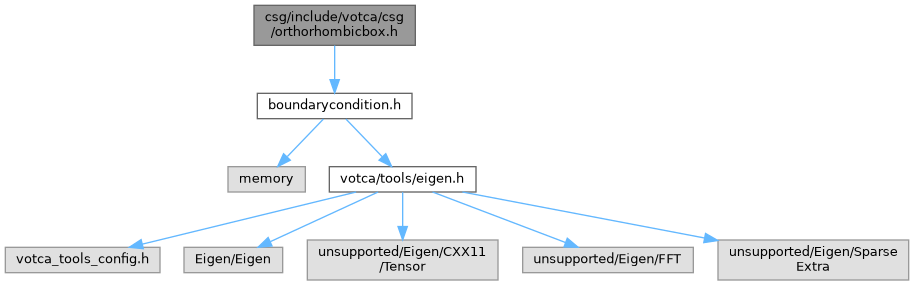 csg/include/votca/csg
/orthorhombicbox.h
boundarycondition.h
memory
votca/tools/eigen.h
votca_tools_config.h
Eigen/Eigen
unsupported/Eigen/CXX11
/Tensor
unsupported/Eigen/FFT
unsupported/Eigen/Sparse
Extra